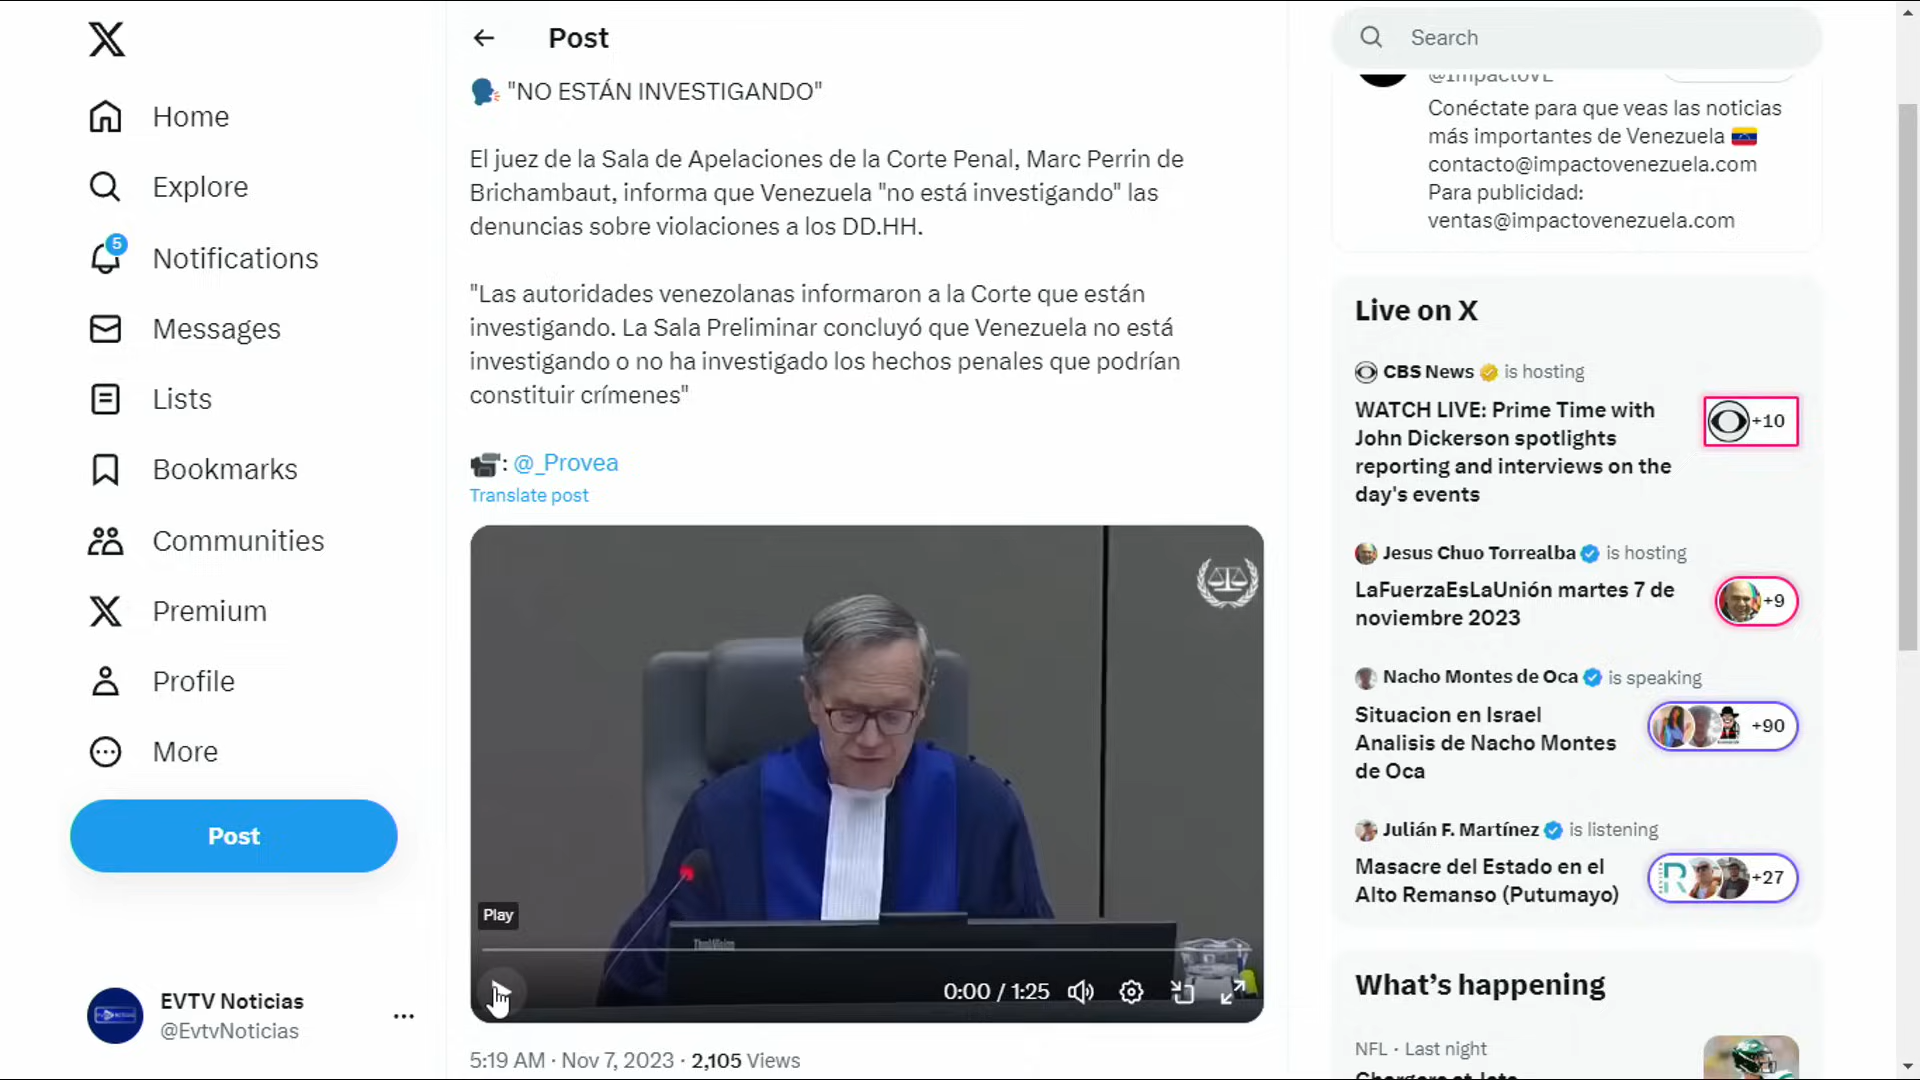 Home
Explore
5
Notifications
Messages
Lists
Bookmarks
Communities
Premium
Profile
More
Post
EVTV Noticias
@EvtvNoticias
Post
"NO ESTÁN INVESTIGANDO"
El juez de la Sala de Apelaciones de la Corte Penal, Marc Perrin de
Brichambaut, informa que Venezuela "no está investigando" las
denuncias sobre violaciones a los DD.HH.
"Las autoridades venezolanas informaron a la Corte que están
investigando. La Sala Preliminar concluyó que Venezuela no está
investigando o no ha investigado los hechos penales que podrían
constituir crímenes"
: @_Provea
Translate post
ThinkVision
Play
0:00 / 1:25
5:19 AM · Nov 7, 2023 · 2,105 Views
Search
@ImpactoVE
Conéctate para que veas las noticias
más importantes de Venezuela
contacto@impactovenezuela.com
Para publicidad:
ventas@impactovenezuela.com
Live on X
CBS News is hosting
WATCH LIVE: Prime Time with
John Dickerson spotlights
reporting and interviews on the
day's events
+10
Jesus Chuo Torrealba is hosting
LaFuerzaEsLaUnión martes 7 de
noviembre 2023
+9
Nacho Montes de Oca is speaking
Situacion en Israel
Analisis de Nacho Montes
de Oca
+90
Julián F. Martínez is listening
Masacre del Estado en el
Alto Remanso (Putumayo)
+27
What's happening
NFL · Last night
Chargers at Jets